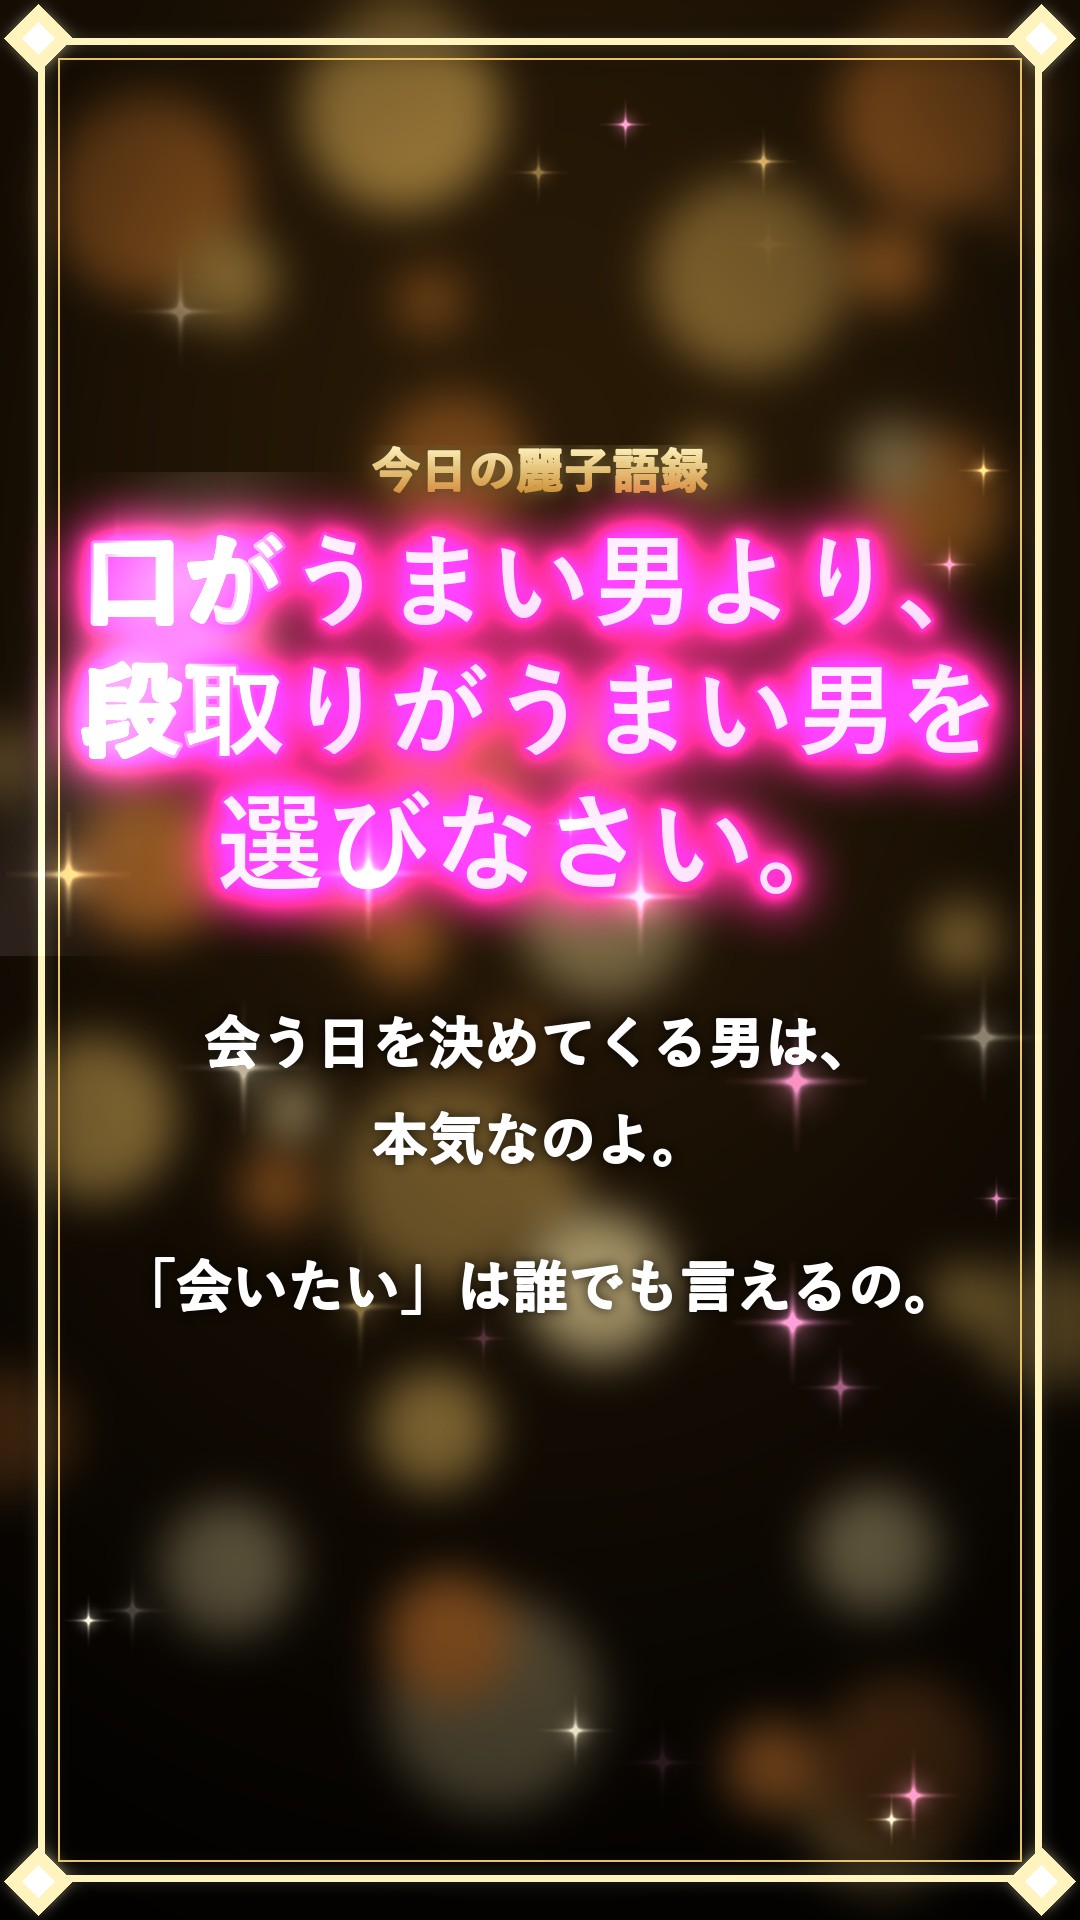 今日の麗子語録
口がうまい男より、
段取りがうまい男を
選びなさい。
会う日を決めてくる男は、
本気なのよ。
「会いたい」は誰でも言えるの。